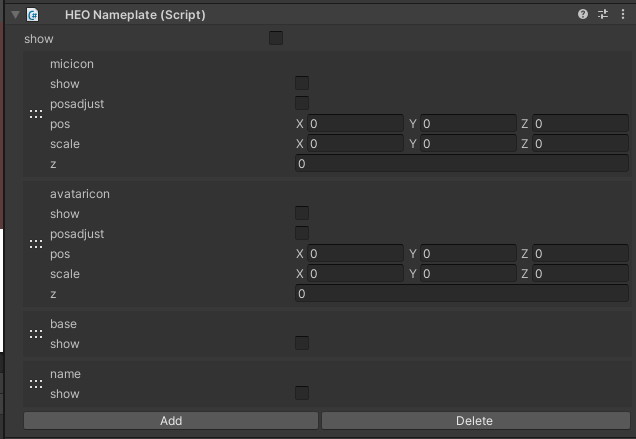 HEO Nameplate (Script)
show
micicon
show
posadjust
pos X 0 Y 0 Z 0
scale X 0 Y 0 Z 0
z 0
avataricon
show
posadjust
pos X 0 Y 0 Z 0
scale X 0 Y 0 Z 0
z 0
base
show
name
show
Add Delete